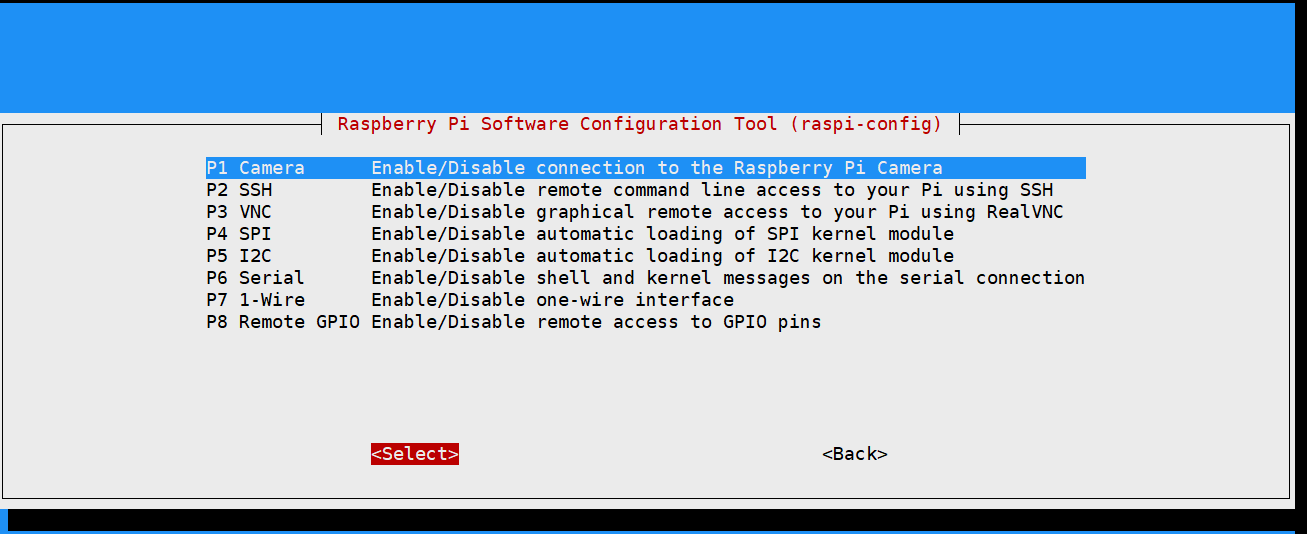 Raspberry Pi Software Configuration Tool (raspi-config)
P1 Camera Enable/Disable connection to the Raspberry Pi Camera
P2 SSH Enable/Disable remote command line access to your Pi using SSH
P3 VNC Enable/Disable graphical remote access to your Pi using RealVNC
P4 SPI Enable/Disable automatic loading of SPI kernel module
P5 I2C Enable/Disable automatic loading of I2C kernel module
P6 Serial Enable/Disable shell and kernel messages on the serial connection
P7 1-Wire Enable/Disable one-wire interface
P8 Remote GPIO Enable/Disable remote access to GPIO pins
<Select> <Back>